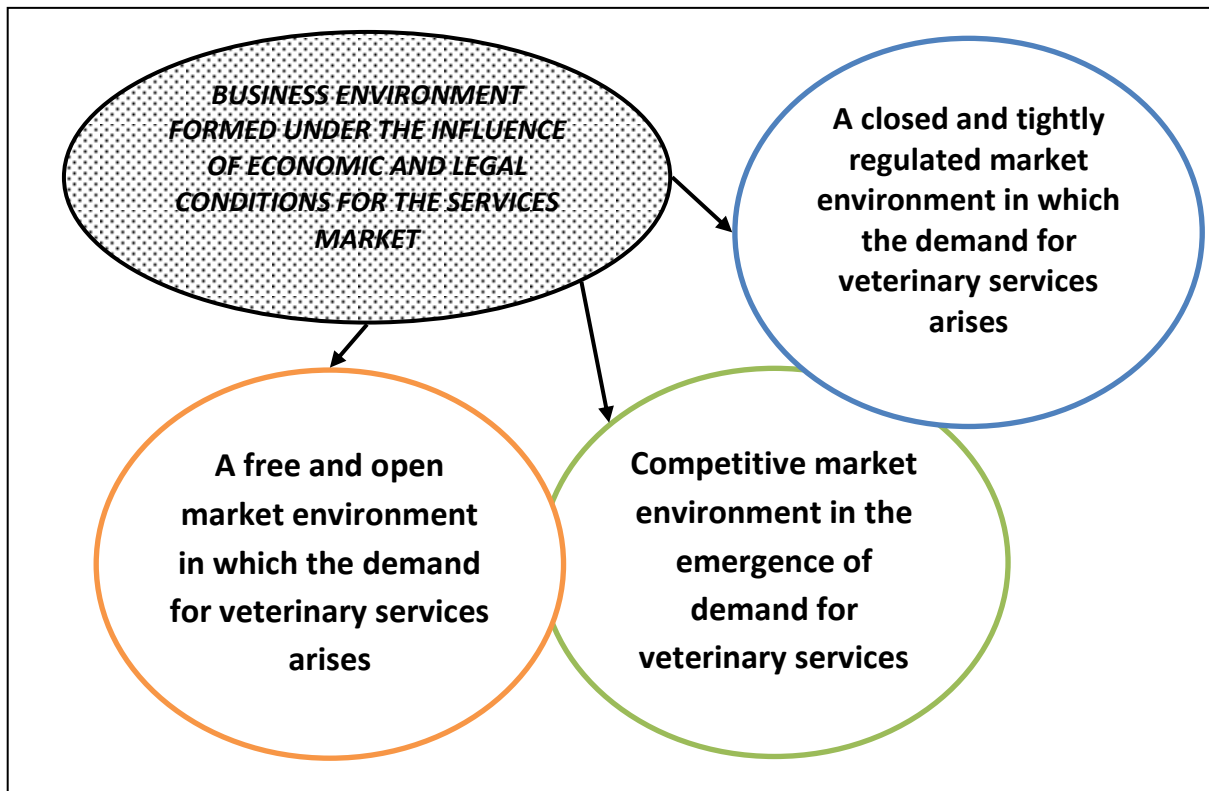 BUSINESS ENVIRONMENT
FORMED UNDER THE INFLUENCE
OF ECONOMIC AND LEGAL
CONDITIONS FOR THE SERVICES
MARKET
A closed and tightly
regulated market
environment in which
the demand for
veterinary services
arises
A free and open
market environment
in which the demand
for veterinary services
arises
Competitive market
environment in the
emergence of
demand for
veterinary services